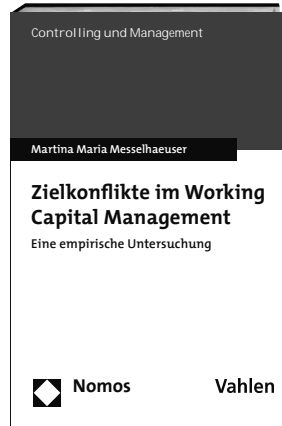 Controlling und Management
Martina Maria Messelhaeuser
Zielkonflikte im Working
Capital Management
Eine empirische Untersuchung
Nomos
Vahlen